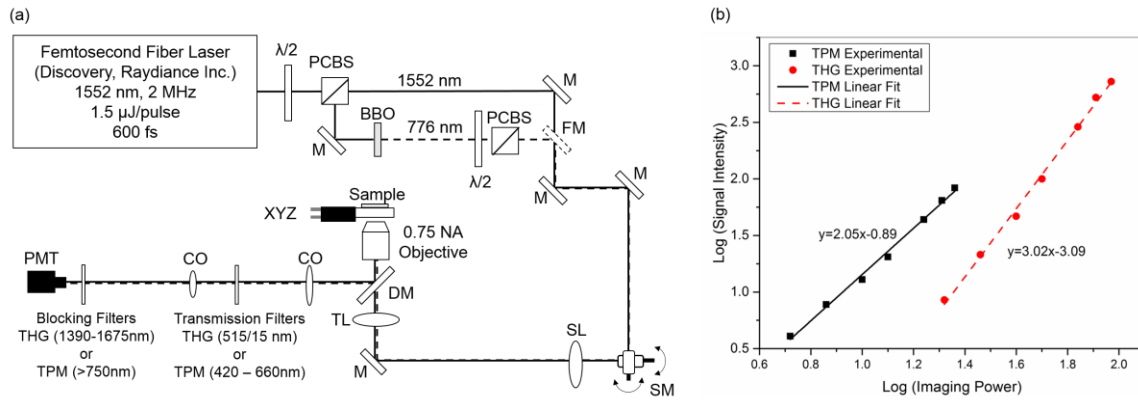 (a)
Femtosecond Fiber Laser
(Discovery, Raydiance Inc.)
1552 nm, 2 MHz
1.5 μJ/pulse
600 fs
λ/2
PCBS
1552 nm
M
BBO
776 nm
PCBS
FM
M
λ/2
M
M
Sample
XYZ
0.75 NA
Objective
PMT
CO
CO
DM
Blocking Filters
THG (1390-1675nm)
or
TPM (>750nm)
Transmission Filters
THG (515/15 nm)
or
TPM (420 – 660nm)
TL
M
SL
SM
(b)
TPM Experimental
THG Experimental
TPM Linear Fit
THG Linear Fit
3.0
2.5
2.0
1.5
1.0
0.5
Log (Signal Intensity)
y=2.05x-0.89
y=3.02x-3.09
0.6 0.8 1.0 1.2 1.4 1.6 1.8 2.0
Log (Imaging Power)